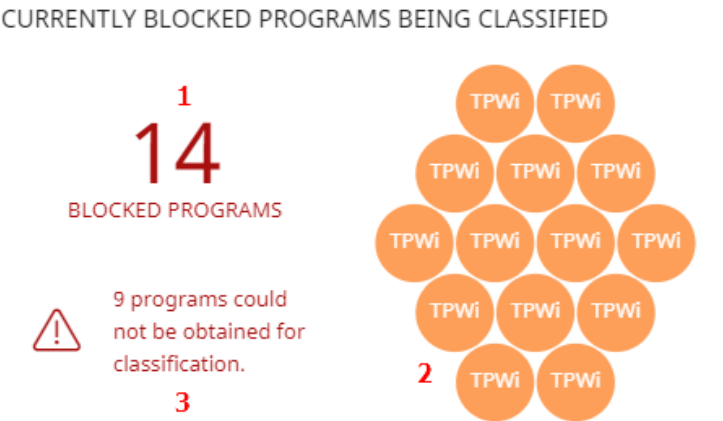 CURRENTLY BLOCKED PROGRAMS BEING CLASSIFIED
1
14
BLOCKED PROGRAMS
9 programs could
not be obtained for
classification.
3
TPWi TPWi
TPWi TPWi TPWi
TPWi TPWi TPWi TPWi
TPWi TPWi TPWi
2
TPWi TPWi